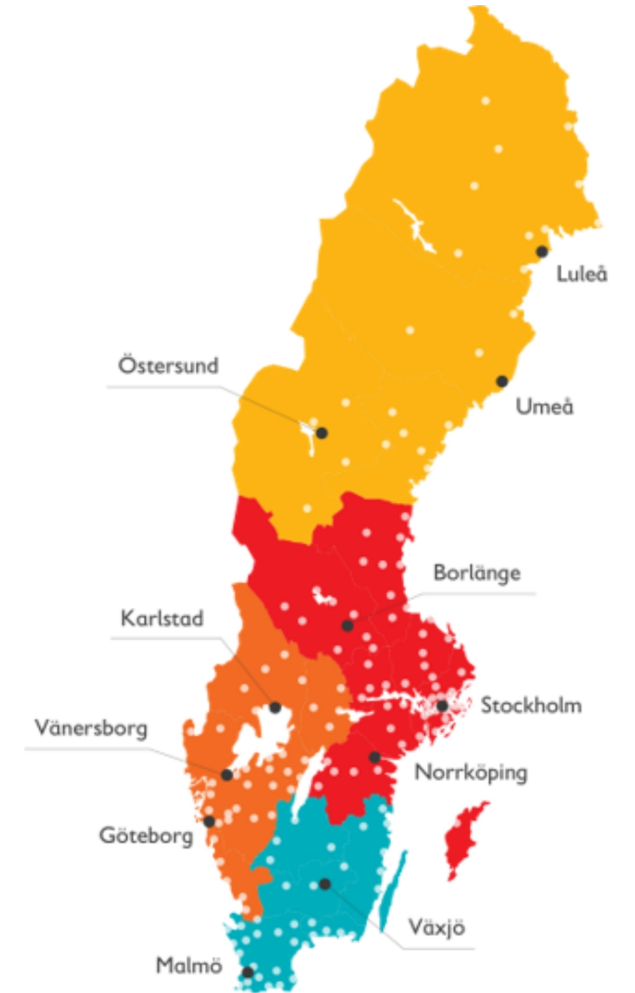 Luleå
Östersund
Umeå
Borlänge
Karlstad
Stockholm
Vänersborg
Norrköping
Göteborg
Växjö
Malmö